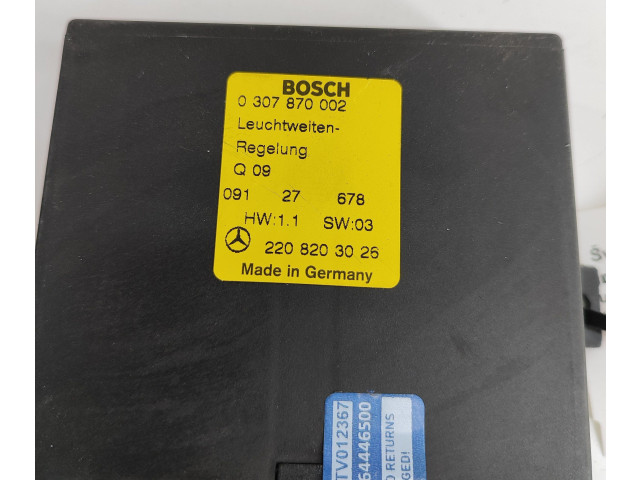 BOSCH
0 307 870 002
Leuchtweiten-
Regelung
Q 09
091 27 678
HW:1.1 SW:03
220 820 30 26
Made in Germany
TV012367
64446500
RETURNS
GED!